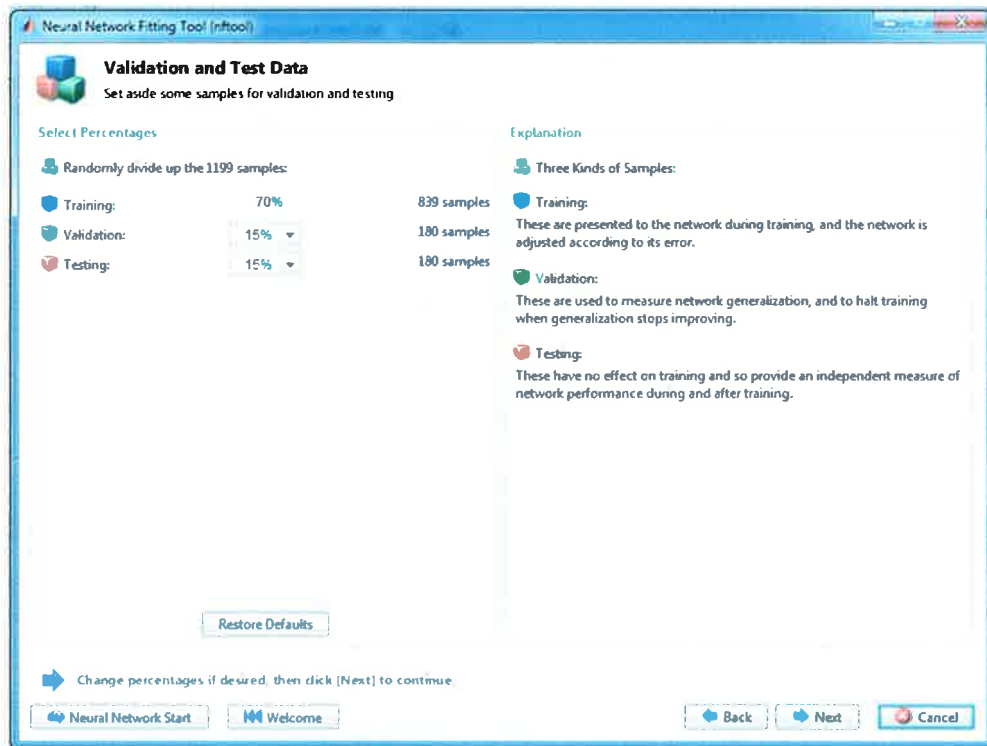 Neural Network Fitting Tool (nftool)
Validation and Test Data
Set aside some samples for validation and testing
Select Percentages
Randomly divide up the 1199 samples:
Training: 70% 839 samples
Validation: 15% 180 samples
Testing: 15% 180 samples
Restore Defaults
Explanation
Three Kinds of Samples:
Training:
These are presented to the network during training, and the network is
adjusted according to its error.
Validation:
These are used to measure network generalization, and to halt training
when generalization stops improving.
Testing:
These have no effect on training and so provide an independent measure of
network performance during and after training.
Change percentages if desired, then click [Next] to continue.
Neural Network Start Welcome Back Next Cancel